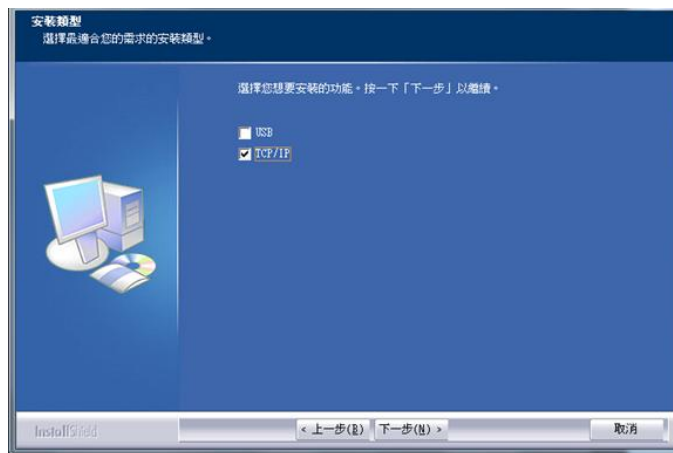 安裝類型
選擇最適合您的需求的安裝類型。
選擇您想要安裝的功能。按一下「下一步」以繼續。
USB
TCP/IP
InstallShield
< 上一步(B) 下一步(N) > 取消